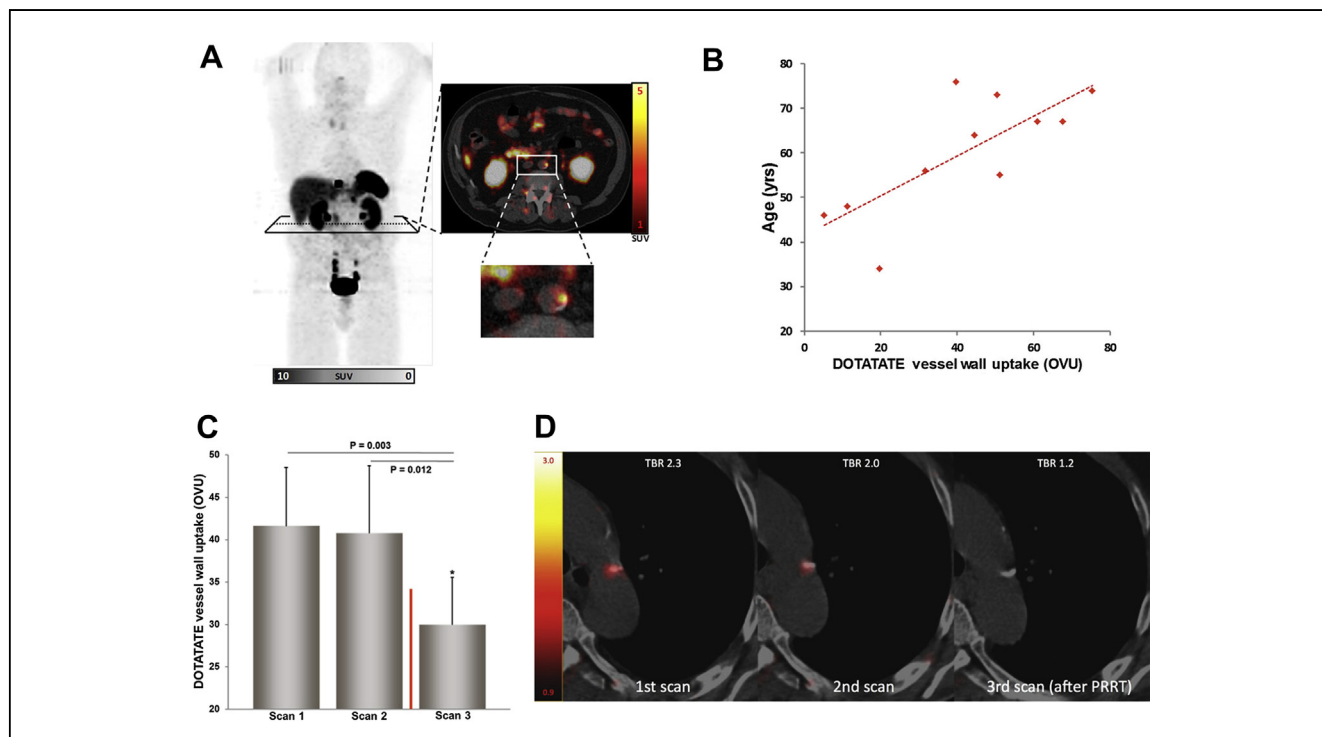 A
10 SUV 0
5
1
SUV
B
80
70
60
50
40
30
20
0 20 40 60 80
Age (yrs)
DOTATATE vessel wall uptake (OVU)
C
P = 0.003
P = 0.012
50
45
40
35
30
25
20
*
DOTATATE vessel wall uptake (OVU)
Scan 1 Scan 2 Scan 3
D
3.0
0.9
TBR 2.3 TBR 2.0 TBR 1.2
1st scan 2nd scan 3rd scan (after PRRT)